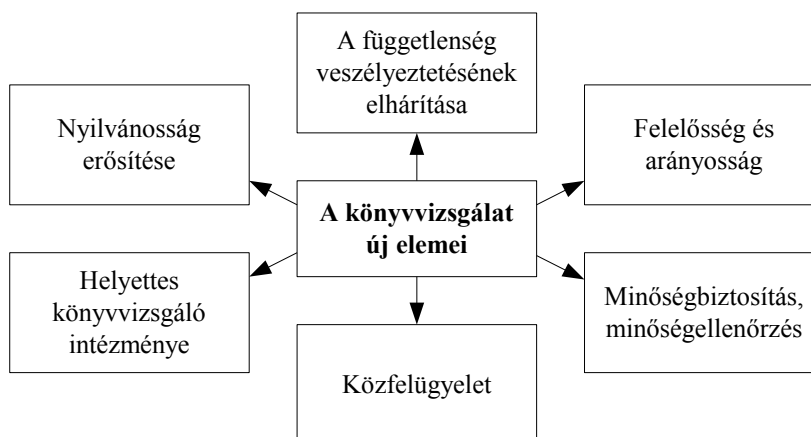 A függetlenség
veszélyeztetésének
elhárítása
Nyilvánosság
erősítése
Felelősség és
arányosság
A könyvvizsgálat
új elemei
Helyettes
könyvvizsgáló
intézménye
Minőségbiztosítás,
minőségellenőrzés
Közfelügyelet